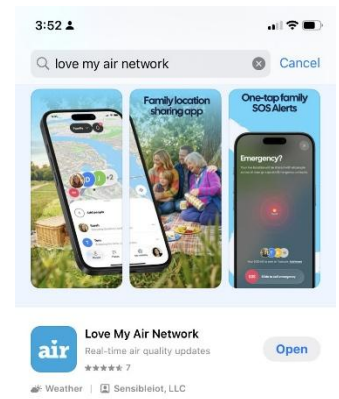 3:52
love my air network
Cancel
Family location
sharing app
One-tap family
SOS Alerts
Emergency?
+2
air
Love My Air Network
Real-time air quality updates
★★★★★ 7
Open
Weather | Sensibleiot, LLC